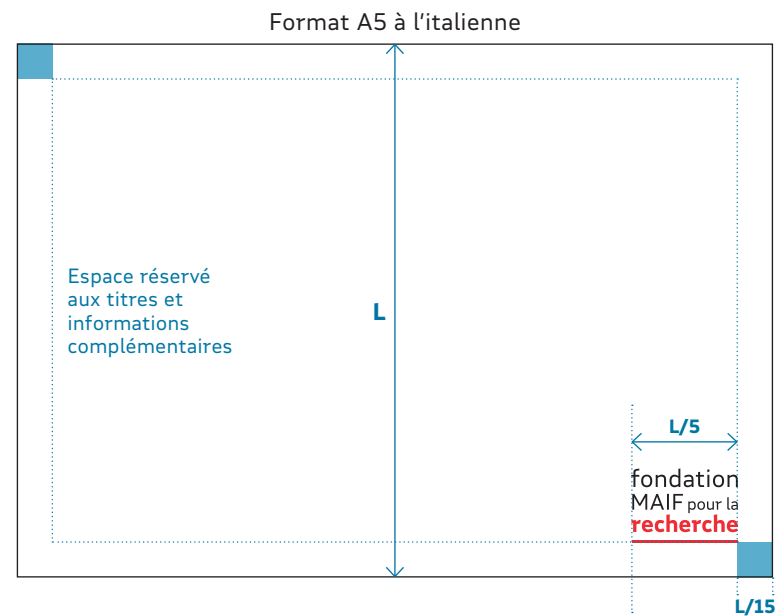 Format A5 à l'italienne
Espace réservé
aux titres et
informations
complémentaires
L
L/5
fondation
MAIF pour la
recherche
L/15